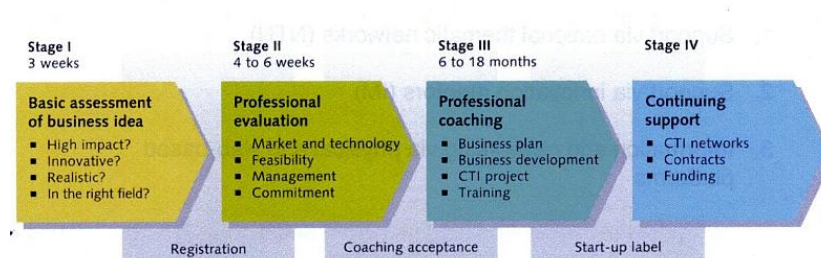 Stage I
3 weeks
Basic assessment
of business idea
▪ High impact?
▪ Innovative?
▪ Realistic?
▪ In the right field?
Stage II
4 to 6 weeks
Professional
evaluation
▪ Market and technology
▪ Feasibility
▪ Management
▪ Commitment
Stage III
6 to 18 months
Professional
coaching
▪ Business plan
▪ Business development
▪ CTI project
▪ Training
Stage IV
Continuing
support
▪ CTI networks
▪ Contracts
▪ Funding
Registration
Coaching acceptance
Start-up label